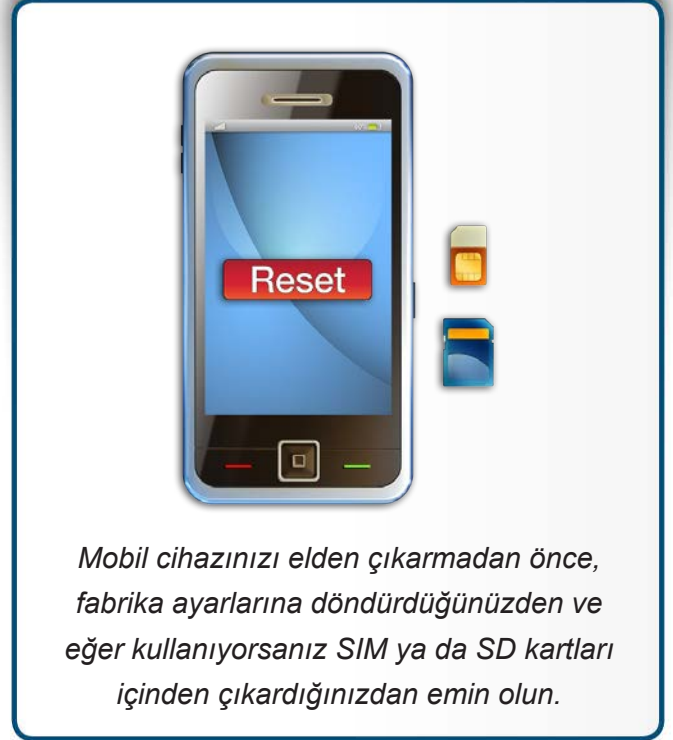 Reset
Mobil cihazınızı elden çıkarmadan önce,
fabrika ayarlarına döndürdüğünüzden ve
eğer kullanıyorsanız SIM ya da SD kartları
içinden çıkardığınızdan emin olun.